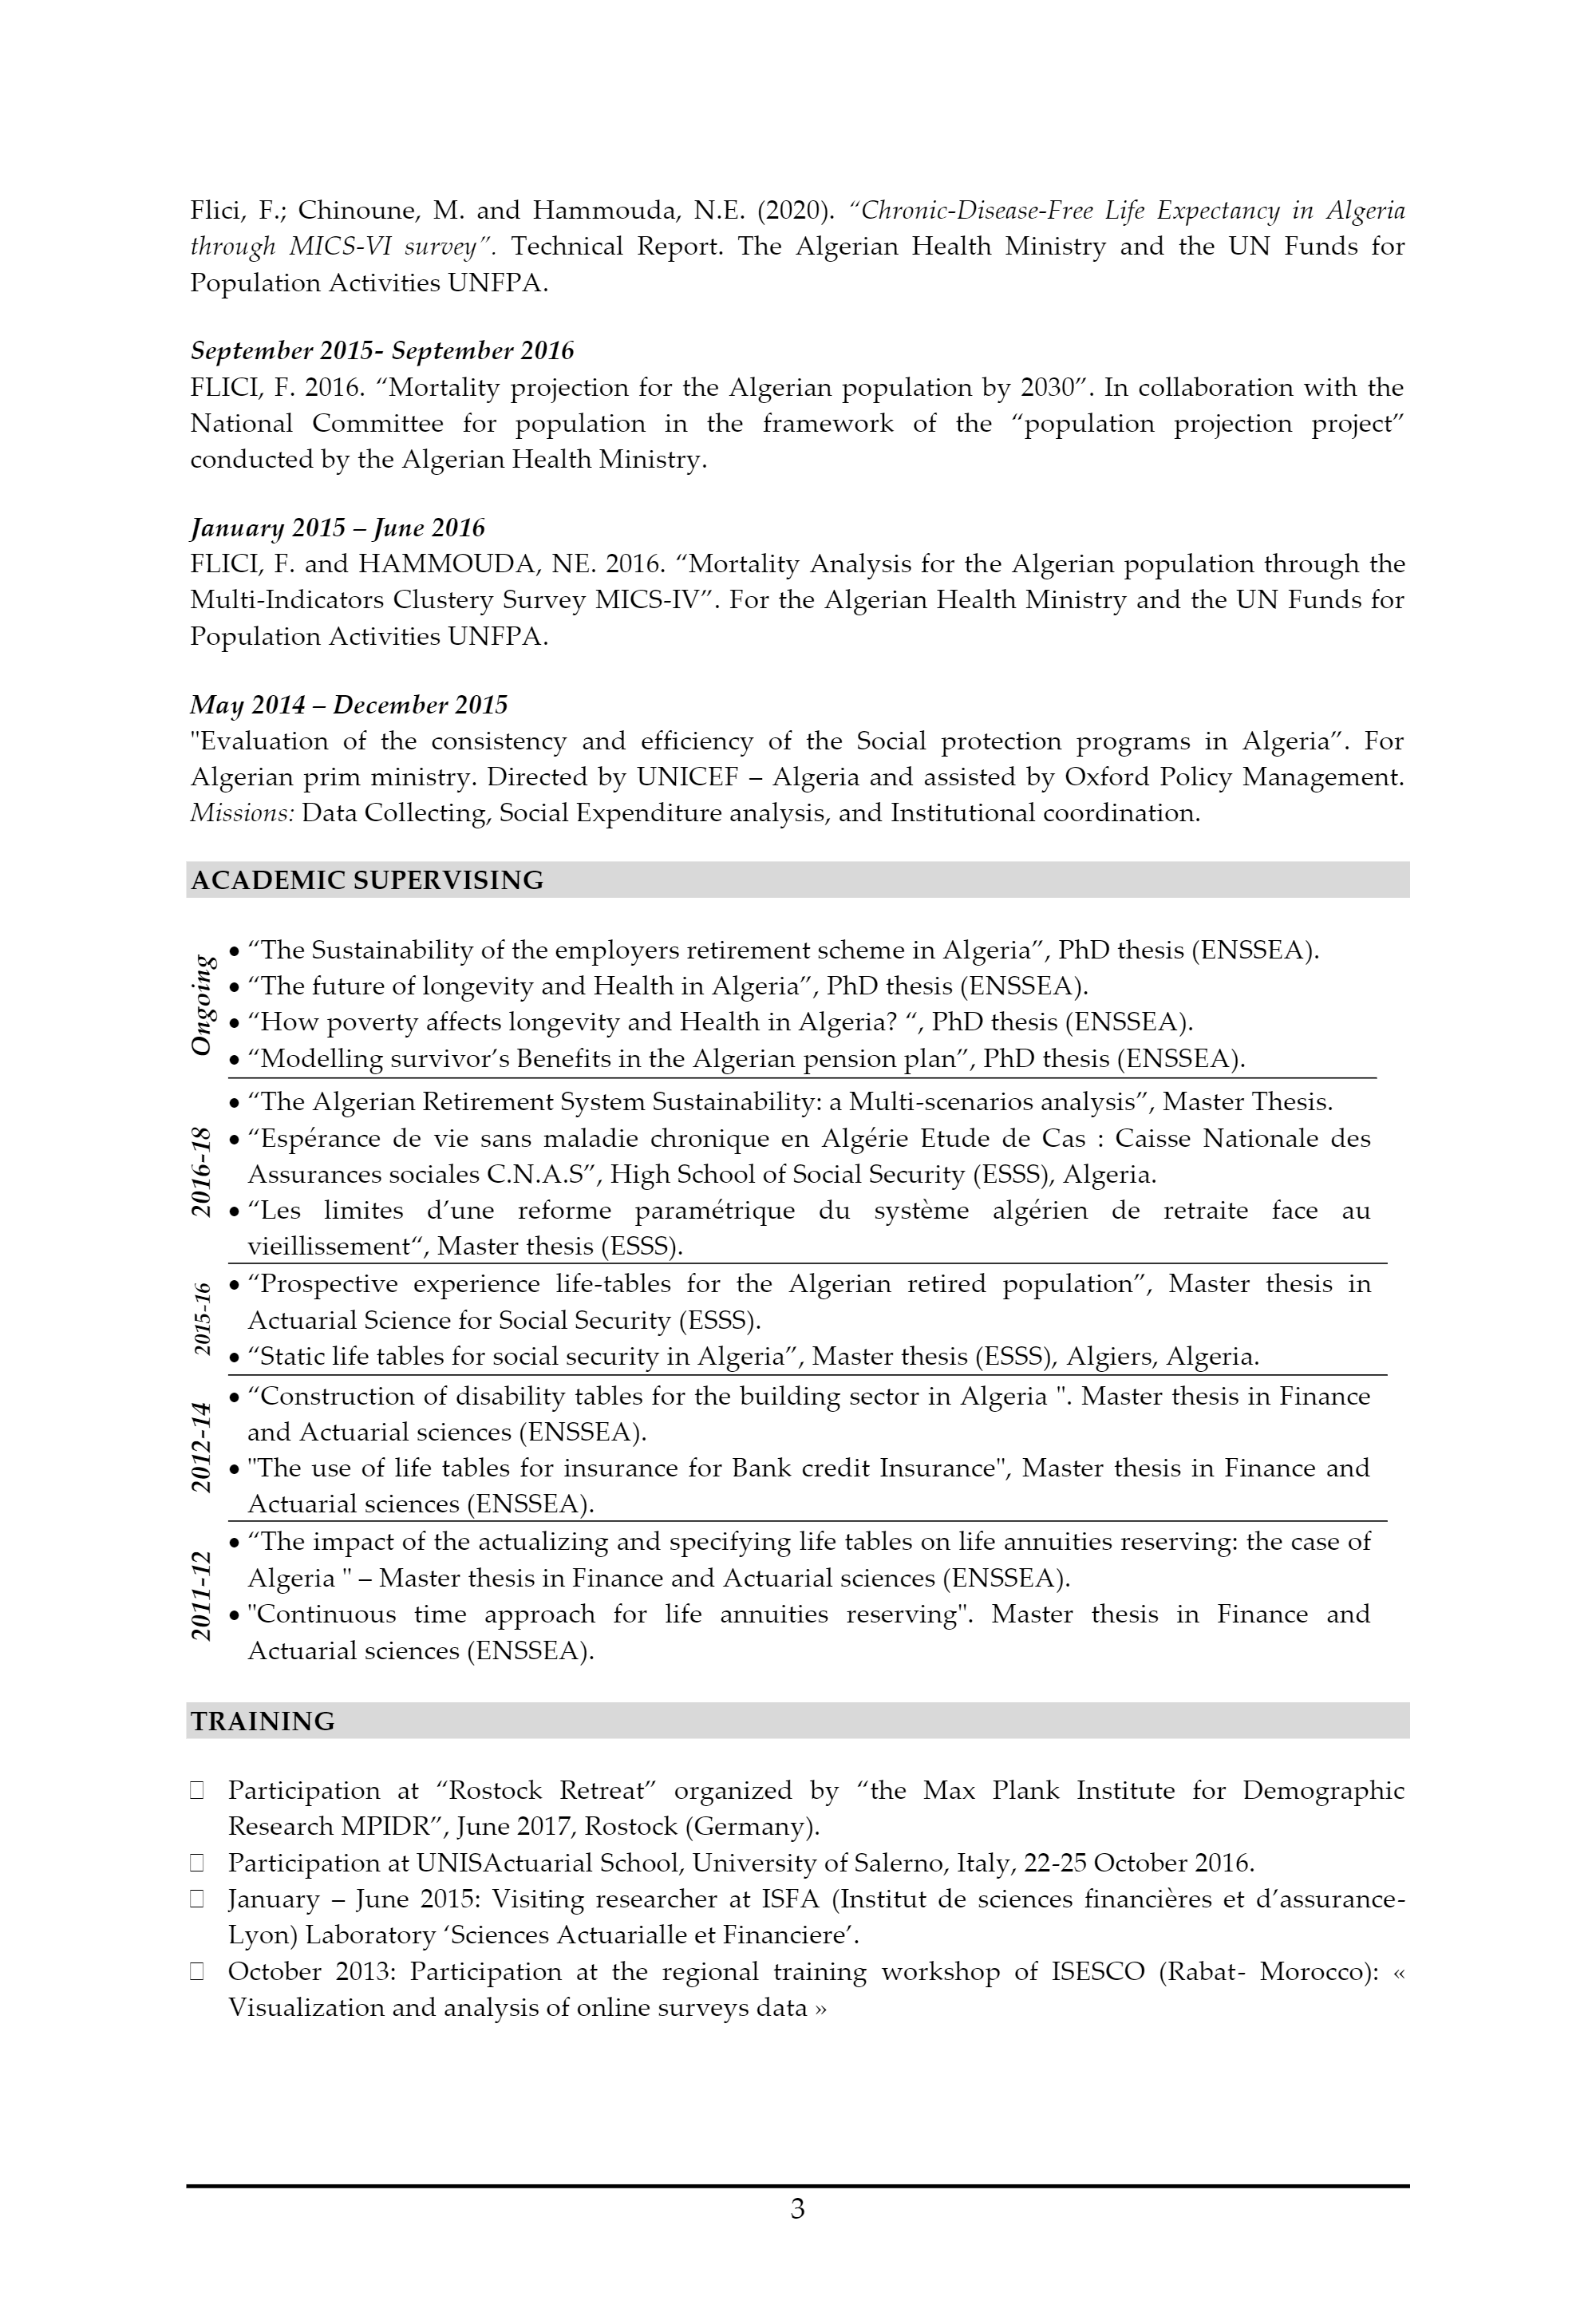 Flici, F.; Chinoune, M. and Hammouda, N.E. (2020). “Chronic-Disease-Free Life Expectancy in Algeria
through MICS-VI survey”. Technical Report. The Algerian Health Ministry and the UN Funds for
Population Activities UNFPA.
September 2015- September 2016
FLICI, F. 2016. “Mortality projection for the Algerian population by 2030”. In collaboration with the
National Committee for population in the framework of the “population projection project”
conducted by the Algerian Health Ministry.
January 2015 – June 2016
FLICI, F. and HAMMOUDA, NE. 2016. “Mortality Analysis for the Algerian population through the
Multi-Indicators Clustery Survey MICS-IV”. For the Algerian Health Ministry and the UN Funds for
Population Activities UNFPA.
May 2014 – December 2015
"Evaluation of the consistency and efficiency of the Social protection programs in Algeria”. For
Algerian prim ministry. Directed by UNICEF – Algeria and assisted by Oxford Policy Management.
Missions: Data Collecting, Social Expenditure analysis, and Institutional coordination.
ACADEMIC SUPERVISING
Ongoing
• “The Sustainability of the employers retirement scheme in Algeria”, PhD thesis (ENSSEA).
• “The future of longevity and Health in Algeria”, PhD thesis (ENSSEA).
• “How poverty affects longevity and Health in Algeria? “, PhD thesis (ENSSEA).
• “Modelling survivor’s Benefits in the Algerian pension plan”, PhD thesis (ENSSEA).
2016-18
• “The Algerian Retirement System Sustainability: a Multi-scenarios analysis”, Master Thesis.
• “Espérance de vie sans maladie chronique en Algérie Etude de Cas : Caisse Nationale des
Assurances sociales C.N.A.S”, High School of Social Security (ESSS), Algeria.
• “Les limites d’une reforme paramétrique du système algérien de retraite face au
vieillissement“, Master thesis (ESSS).
2015-16
• “Prospective experience life-tables for the Algerian retired population”, Master thesis in
Actuarial Science for Social Security (ESSS).
• “Static life tables for social security in Algeria”, Master thesis (ESSS), Algiers, Algeria.
2012-14
• “Construction of disability tables for the building sector in Algeria ". Master thesis in Finance
and Actuarial sciences (ENSSEA).
• "The use of life tables for insurance for Bank credit Insurance", Master thesis in Finance and
Actuarial sciences (ENSSEA).
2011-12
• “The impact of the actualizing and specifying life tables on life annuities reserving: the case of
Algeria " – Master thesis in Finance and Actuarial sciences (ENSSEA).
• "Continuous time approach for life annuities reserving". Master thesis in Finance and
Actuarial sciences (ENSSEA).
TRAINING
Participation at “Rostock Retreat” organized by “the Max Plank Institute for Demographic
Research MPIDR”, June 2017, Rostock (Germany).
Participation at UNISActuarial School, University of Salerno, Italy, 22-25 October 2016.
January – June 2015: Visiting researcher at ISFA (Institut de sciences financières et d’assurance-
Lyon) Laboratory ‘Sciences Actuarialle et Financiere’.
October 2013: Participation at the regional training workshop of ISESCO (Rabat- Morocco): «
Visualization and analysis of online surveys data »
3